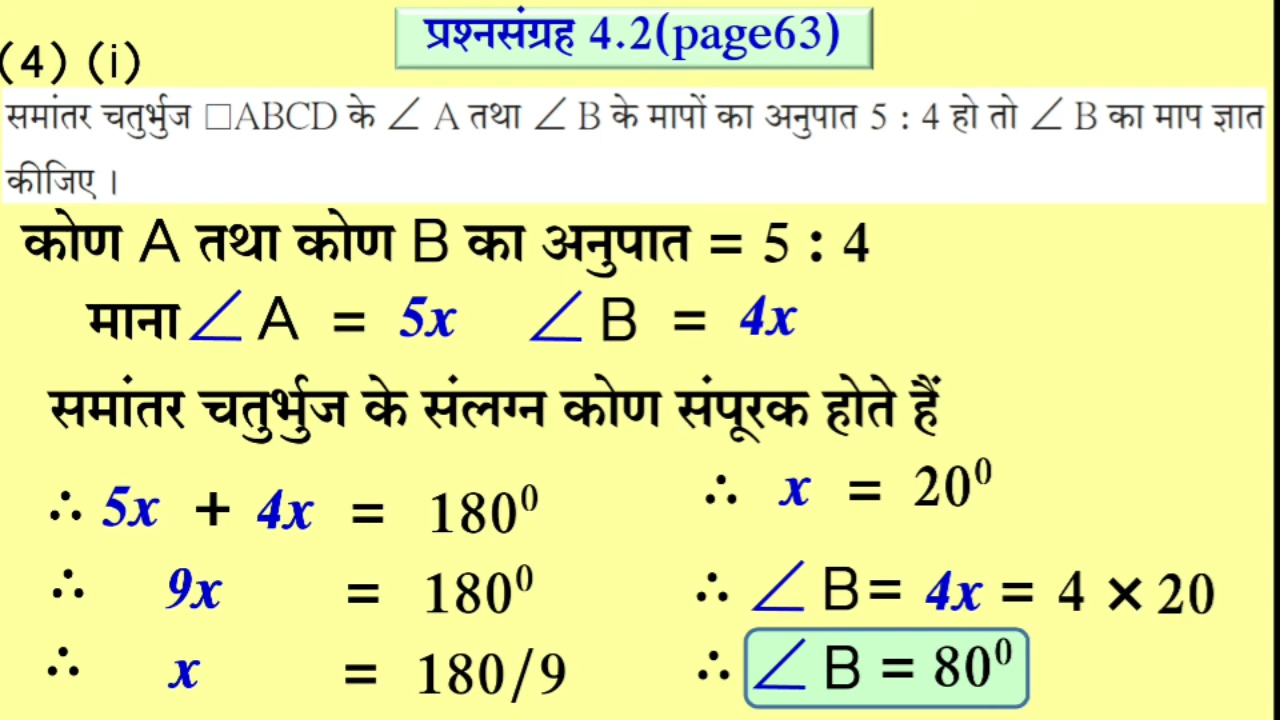 प्रश्नसंग्रह 4.2(page63)
(4) (i)
समांतर चतुर्भुज □ABCD के ∠ A तथा ∠ B के मापों का अनुपात 5 : 4 हो तो ∠ B का माप ज्ञात
कीजिए ।
कोण A तथा कोण B का अनुपात = 5 : 4
माना ∠ A = 5x ∠ B = 4x
समांतर चतुर्भुज के संलग्न कोण संपूरक होते हैं
∴ 5x + 4x = 180⁰
∴ 9x = 180⁰
∴ x = 180/9
∴ x = 20⁰
∴ ∠ B = 4x = 4 × 20
∴ ∠ B = 80⁰